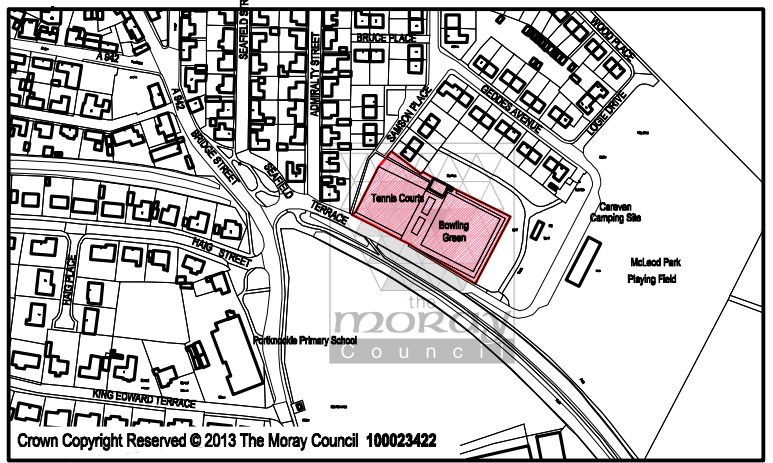 SEAFIELD STR
WOOD PLACE
BRUCE PLACE
A 942
ADMIRALTY STREET
GEDDES AVENUE
A 942
SAMSON PLACE
LOGIE DRIVE
BRIDGE STREET
SEAFIELD
TERRACE
Tennis Courts
Bowling
Green
Caravan
Camping Site
HAIG STREET
HAIG PLACE
McLeod Park
Playing Field
the
moray
Council
Portknockie Primary School
KING EDWARD TERRACE
Crown Copyright Reserved © 2013 The Moray Council 100023422